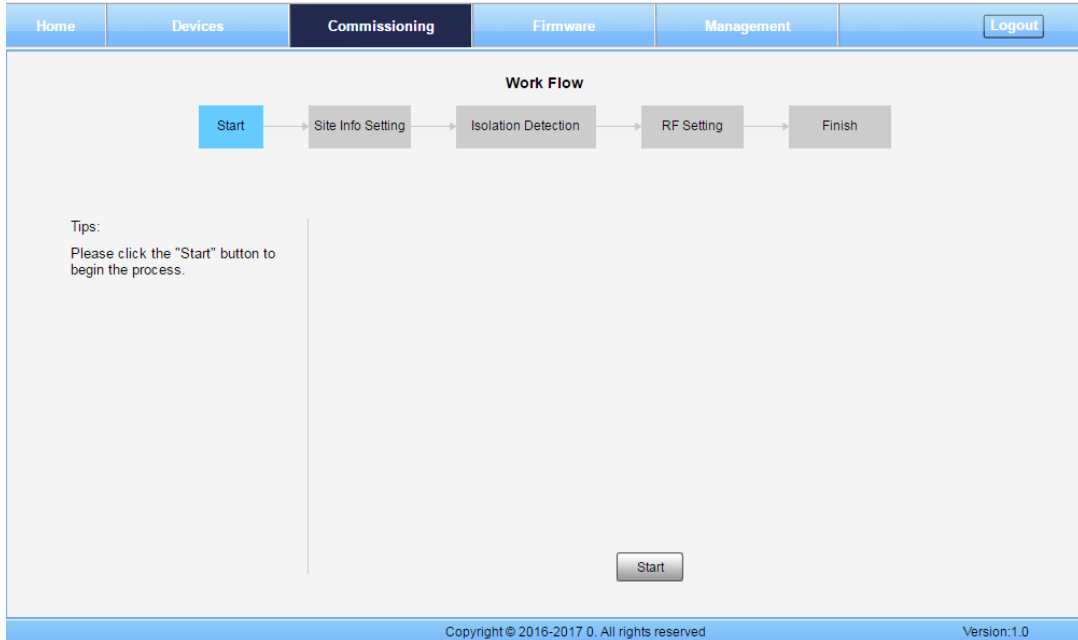 Home Devices Commissioning Firmware Management Logout
Work Flow
Start Site Info Setting Isolation Detection RF Setting Finish
Tips:
Please click the "Start" button to
begin the process.
Start
Copyright © 2016-2017 0. All rights reserved Version:1.0